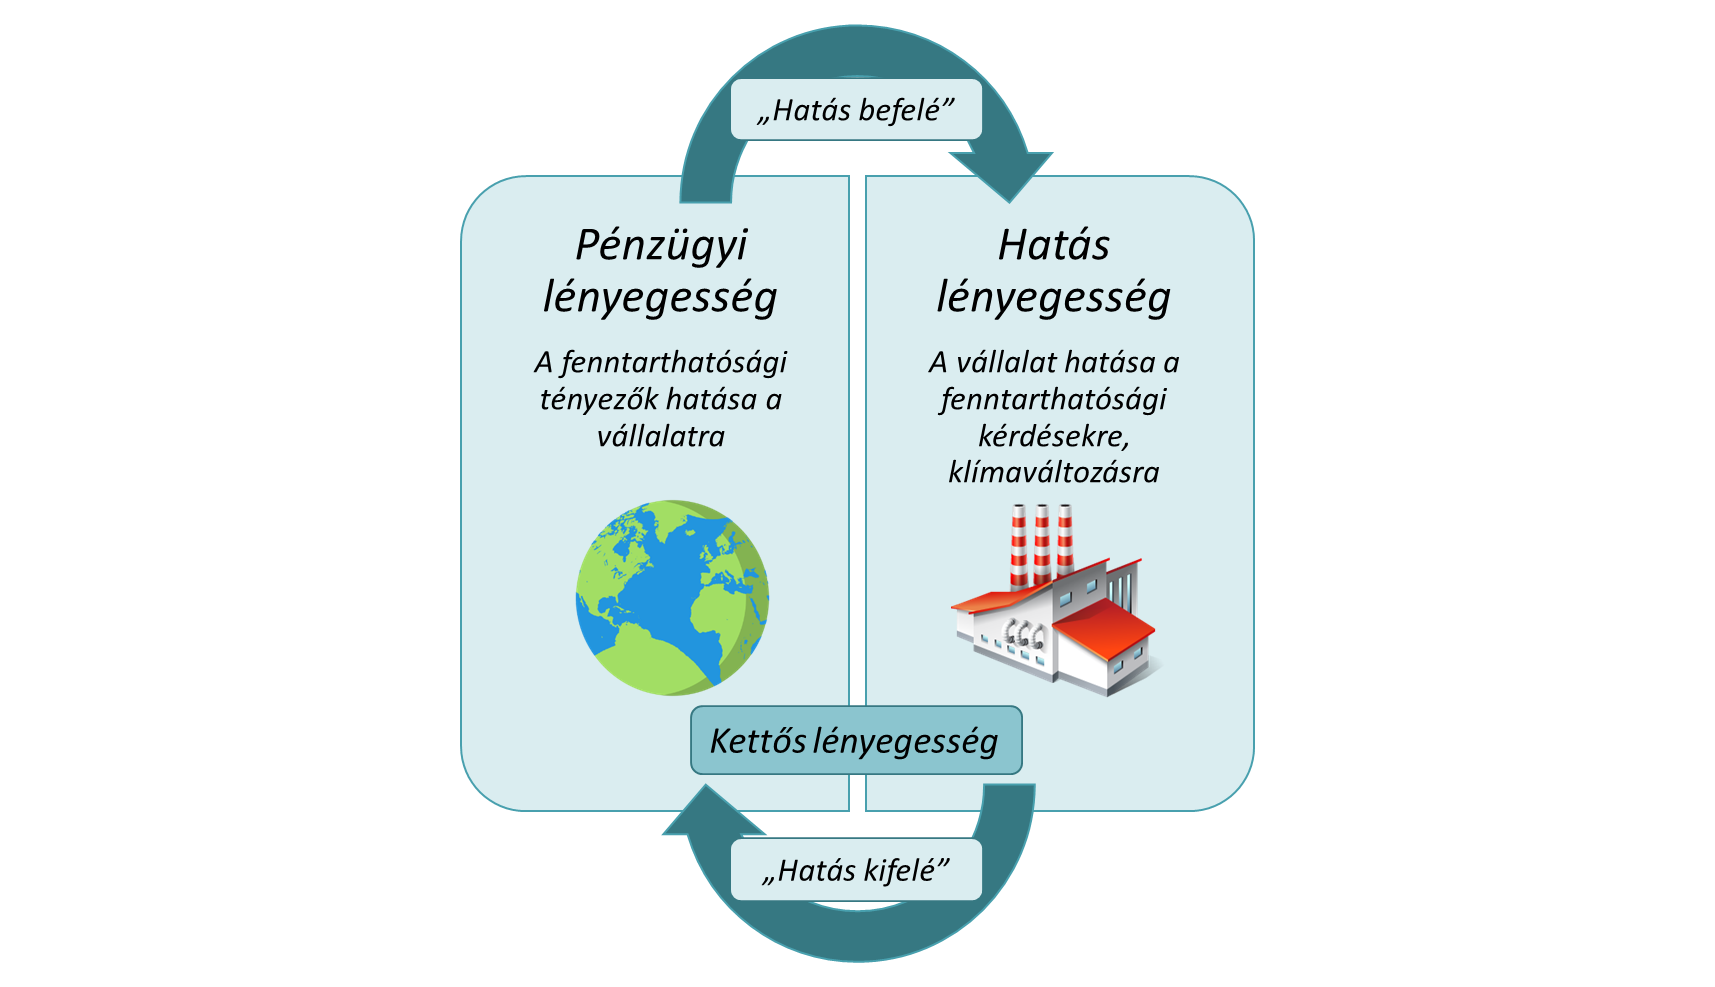 „Hatás befelé”
Pénzügyi
lényegesség
A fenntarthatósági
tényezők hatása a
vállalatra
Hatás
lényegesség
A vállalat hatása a
fenntarthatósági
kérdésekre,
klímaváltozásra
Kettős lényegesség
„Hatás kifelé”